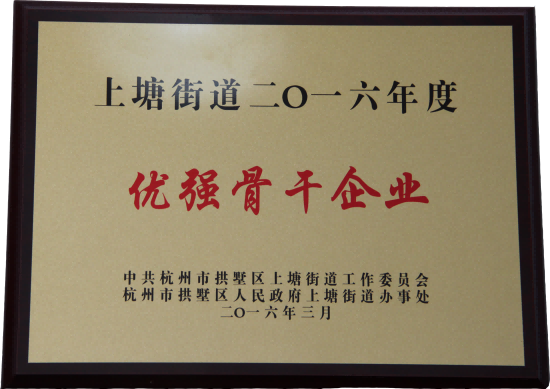 上塘街道二〇一六年度
优强骨干企业
中共杭州市拱墅区上塘街道工作委员会
杭州市拱墅区人民政府上塘街道办事处
二〇一六年三月